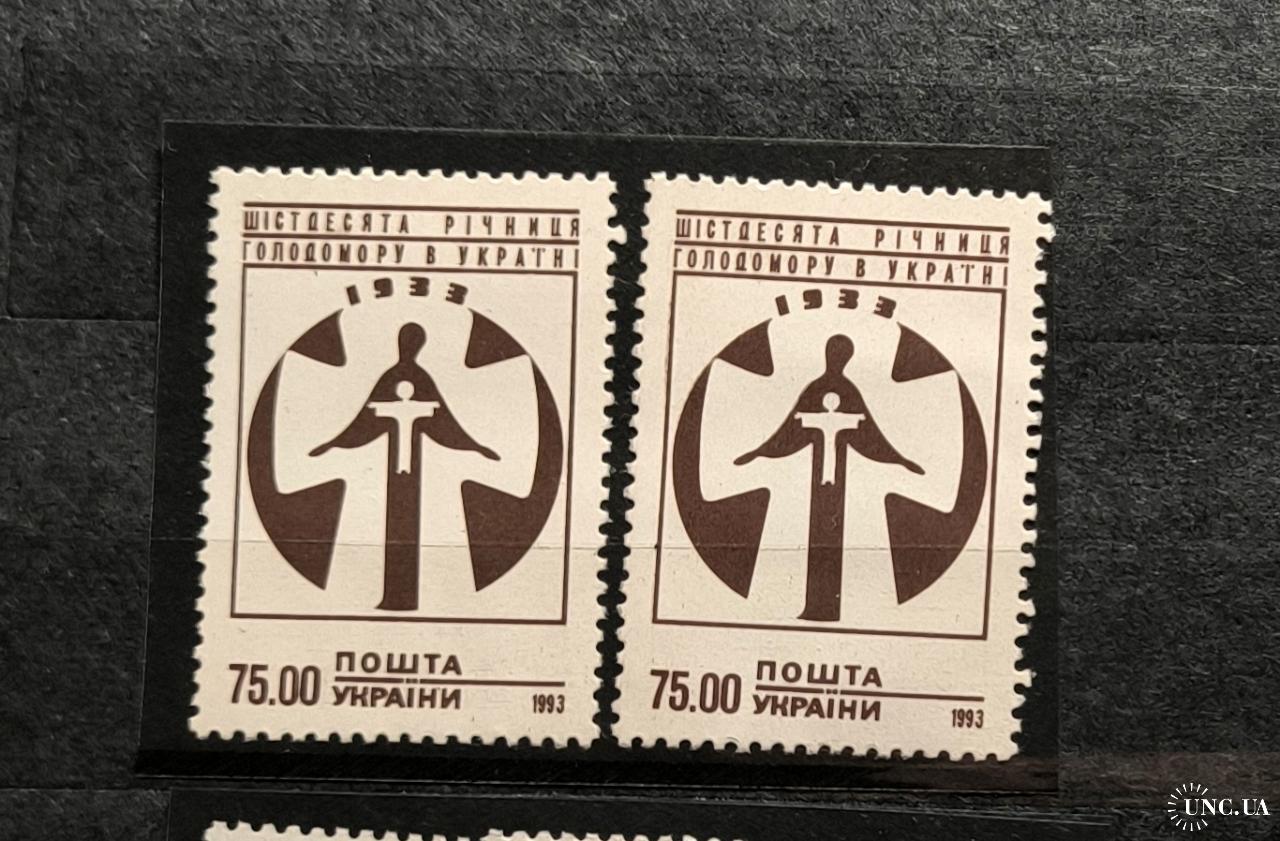 ШІСТДЕСЯТА РІЧНИЦЯ
ГОЛОДОМОРУ В УКРАЇНІ
1933
75.00 ПОШТА
УКРАЇНИ 1993
ШІСТДЕСЯТА РІЧНИЦЯ
ГОЛОДОМОРУ В УКРАЇНІ
1933
75.00 ПОШТА
УКРАЇНИ 1993
UNC.UA